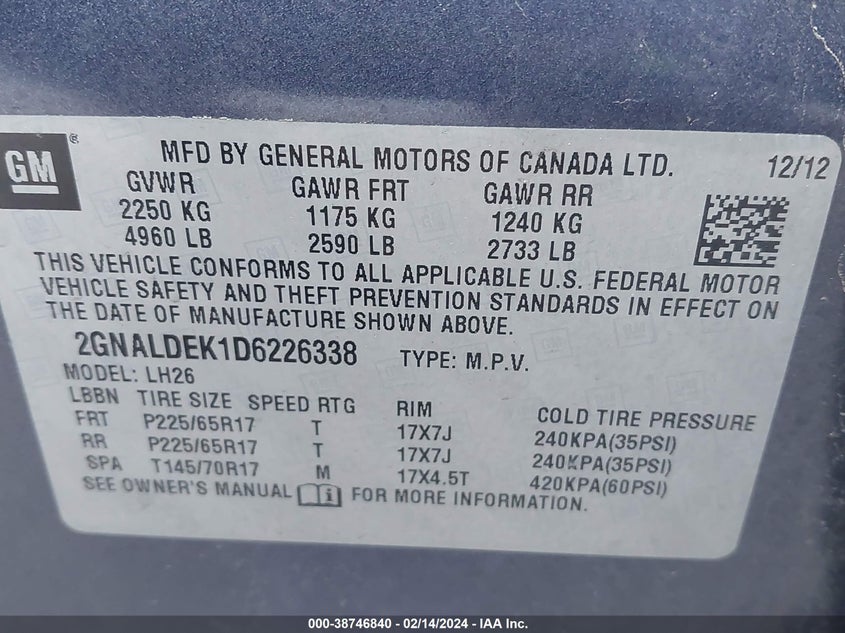 GM ®
MFD BY GENERAL MOTORS OF CANADA LTD. 12/12
GVWR GAWR FRT GAWR RR
2250 KG 1175 KG 1240 KG
4960 LB 2590 LB 2733 LB
THIS VEHICLE CONFORMS TO ALL APPLICABLE U.S. FEDERAL MOTOR
VEHICLE SAFETY AND THEFT PREVENTION STANDARDS IN EFFECT ON
THE DATE OF MANUFACTURE SHOWN ABOVE.
2GNALDEK1D6226338 TYPE: M.P.V.
MODEL: LH26
LBBN TIRE SIZE SPEED RTG RIM COLD TIRE PRESSURE
FRT P225/65R17 T 17X7J 240KPA(35PSI)
RR P225/65R17 T 17X7J 240KPA(35PSI)
SPA T145/70R17 M 17X4.5T 420KPA(60PSI)
SEE OWNER'S MANUAL FOR MORE INFORMATION.
000-38746840 - 02/14/2024 - IAA Inc.